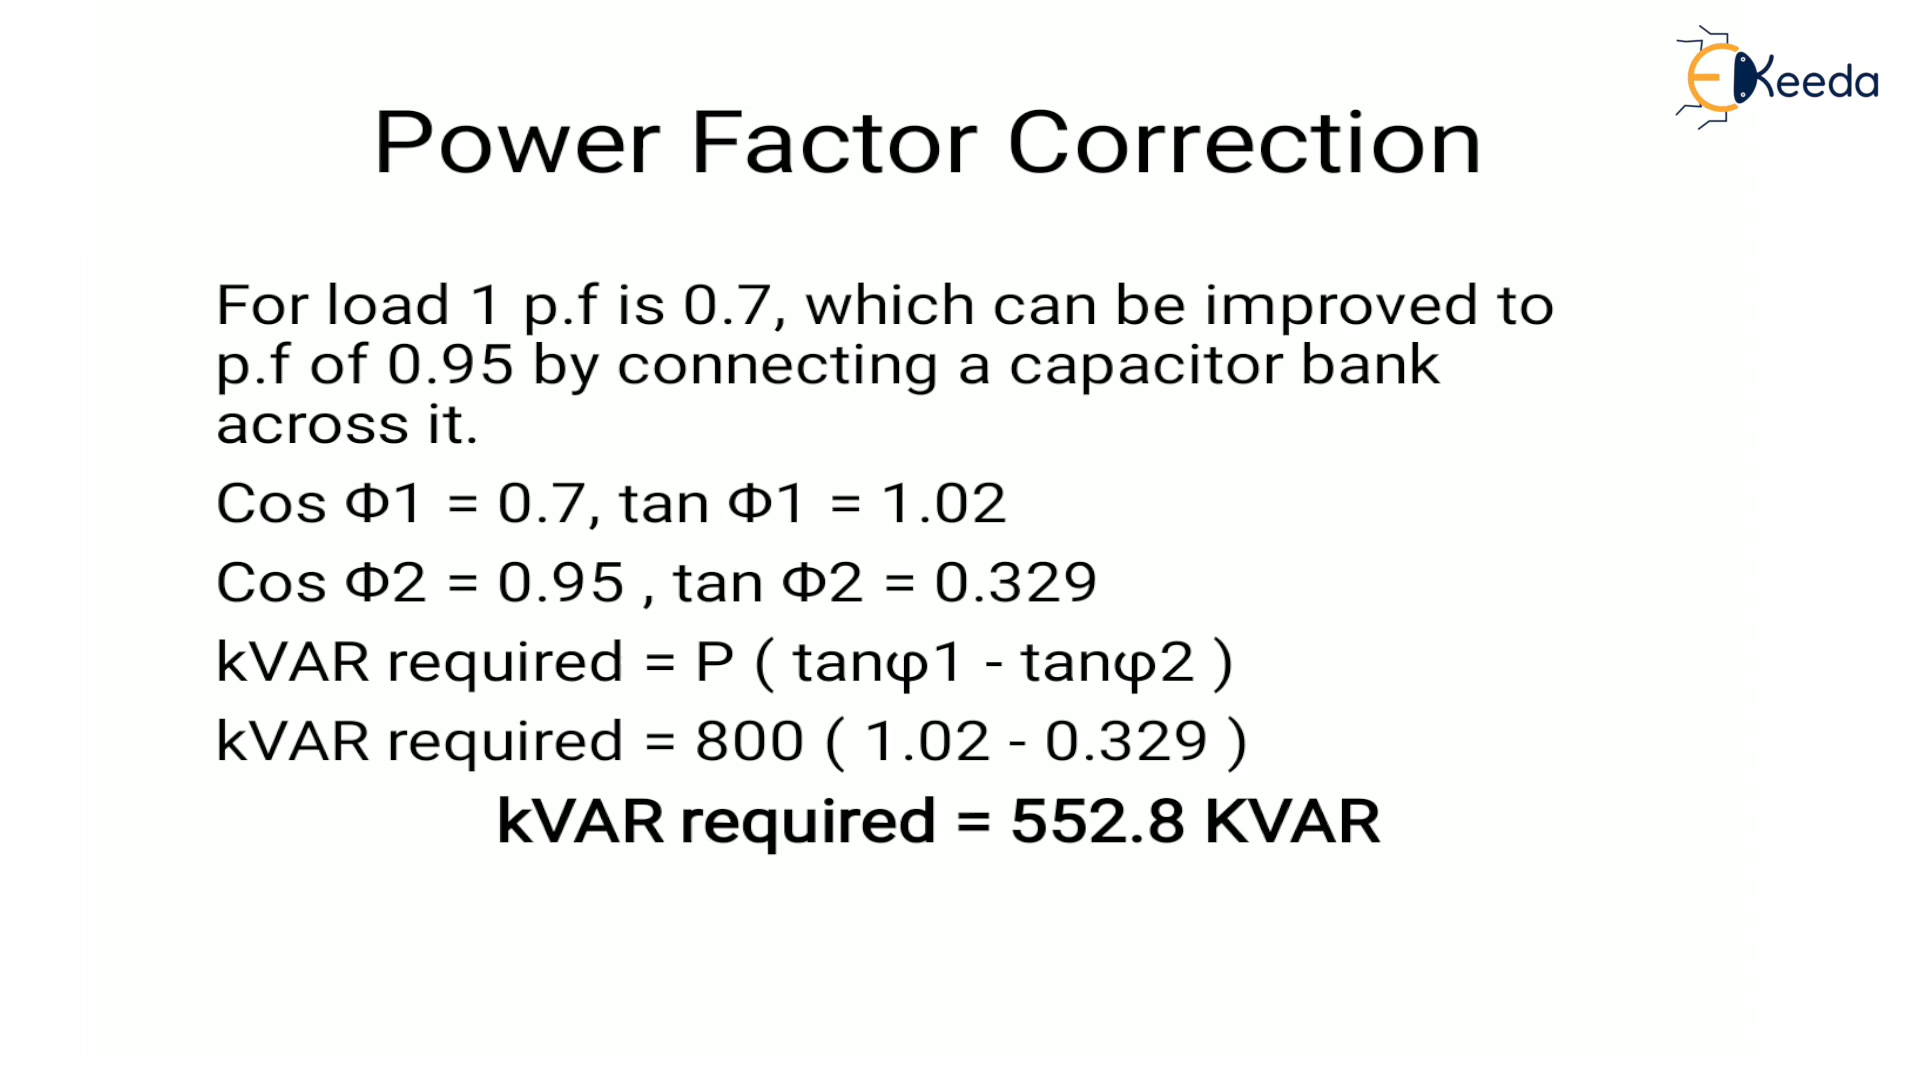 EKeeda
Power Factor Correction
For load 1 p.f is 0.7, which can be improved to
p.f of 0.95 by connecting a capacitor bank
across it.
Cos Φ1 = 0.7, tan Φ1 = 1.02
Cos Φ2 = 0.95 , tan Φ2 = 0.329
kVAR required = P ( tanφ1 - tanφ2 )
kVAR required = 800 ( 1.02 - 0.329 )
kVAR required = 552.8 KVAR